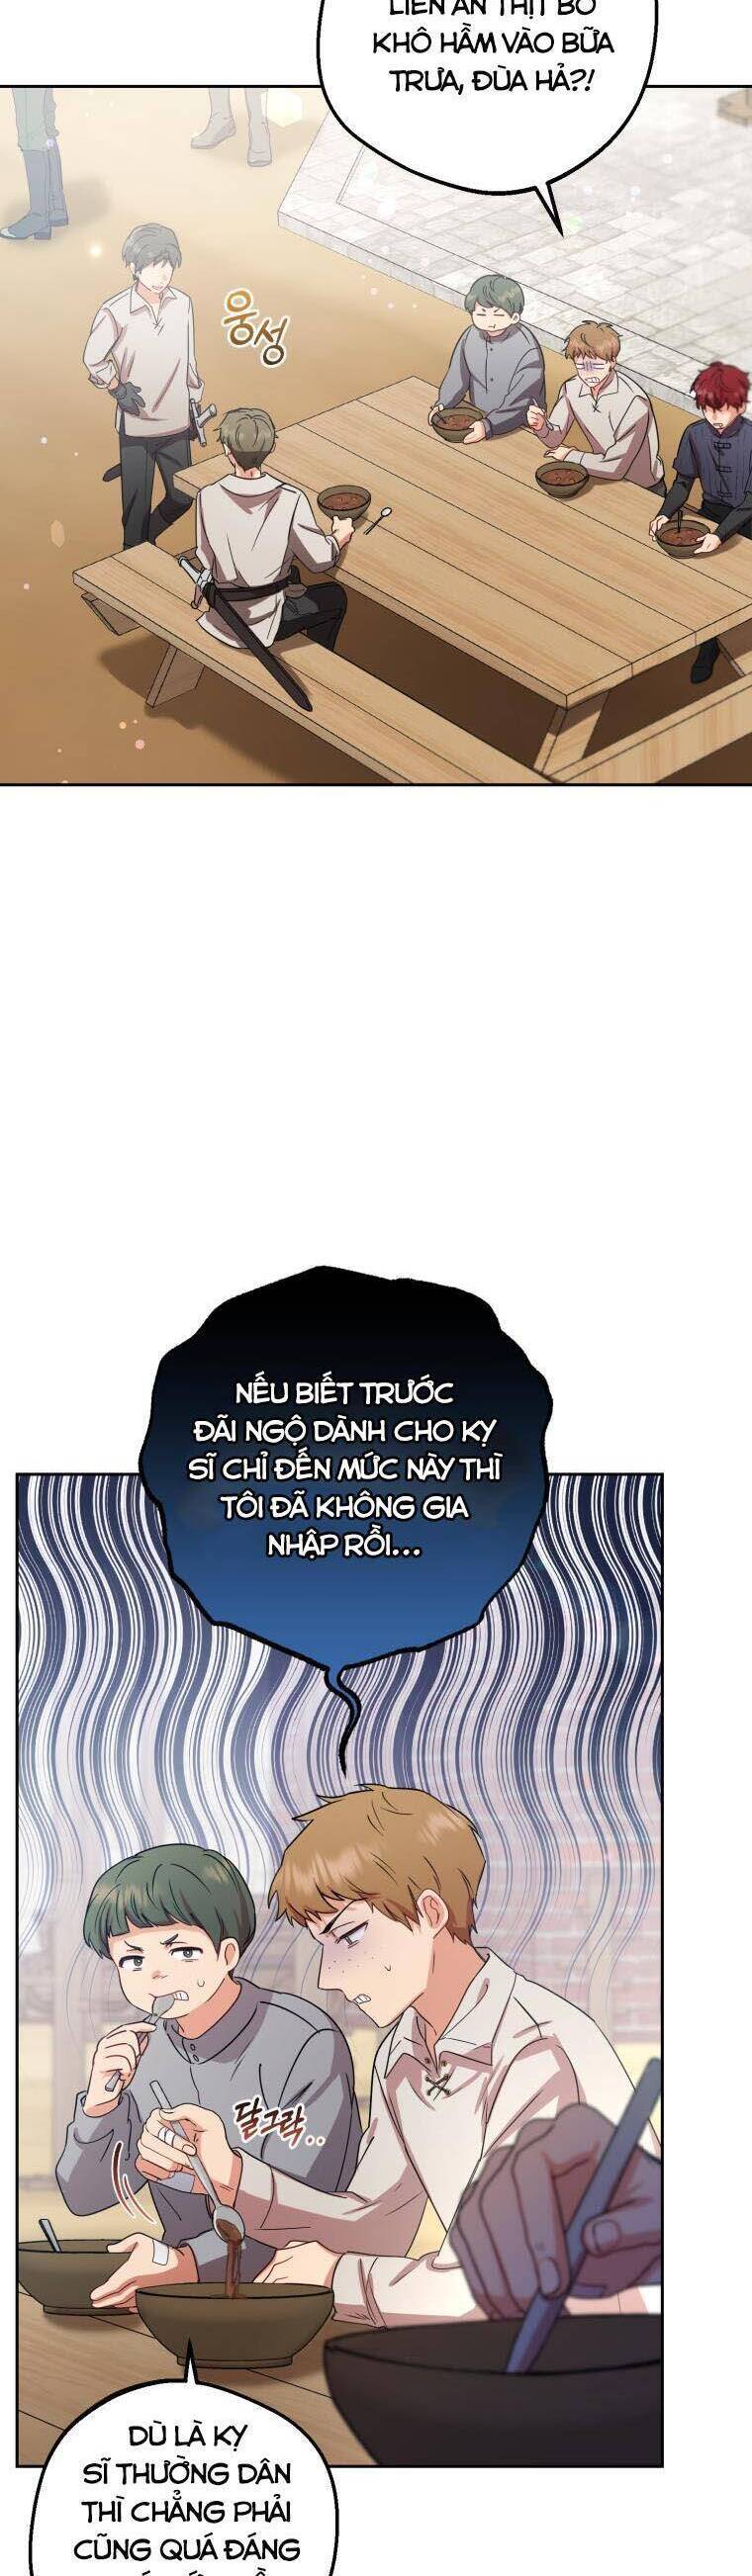 LIỀN ĂN THỊT BÒ
KHÔ HẦM VÀO BỮA
TRƯA, ĐÙA HẢ?!
웅성
NẾU BIẾT TRƯỚC
ĐÃI NGỘ DÀNH CHO KỴ
SĨ CHỈ ĐẾN MỨC NÀY THÌ
TÔI ĐÃ KHÔNG GIA
NHẬP RỒI...
달그락..
DÙ LÀ KỴ
SĨ THƯỜNG DÂN
THÌ CHẲNG PHẢI
CŨNG QUÁ ĐÁNG